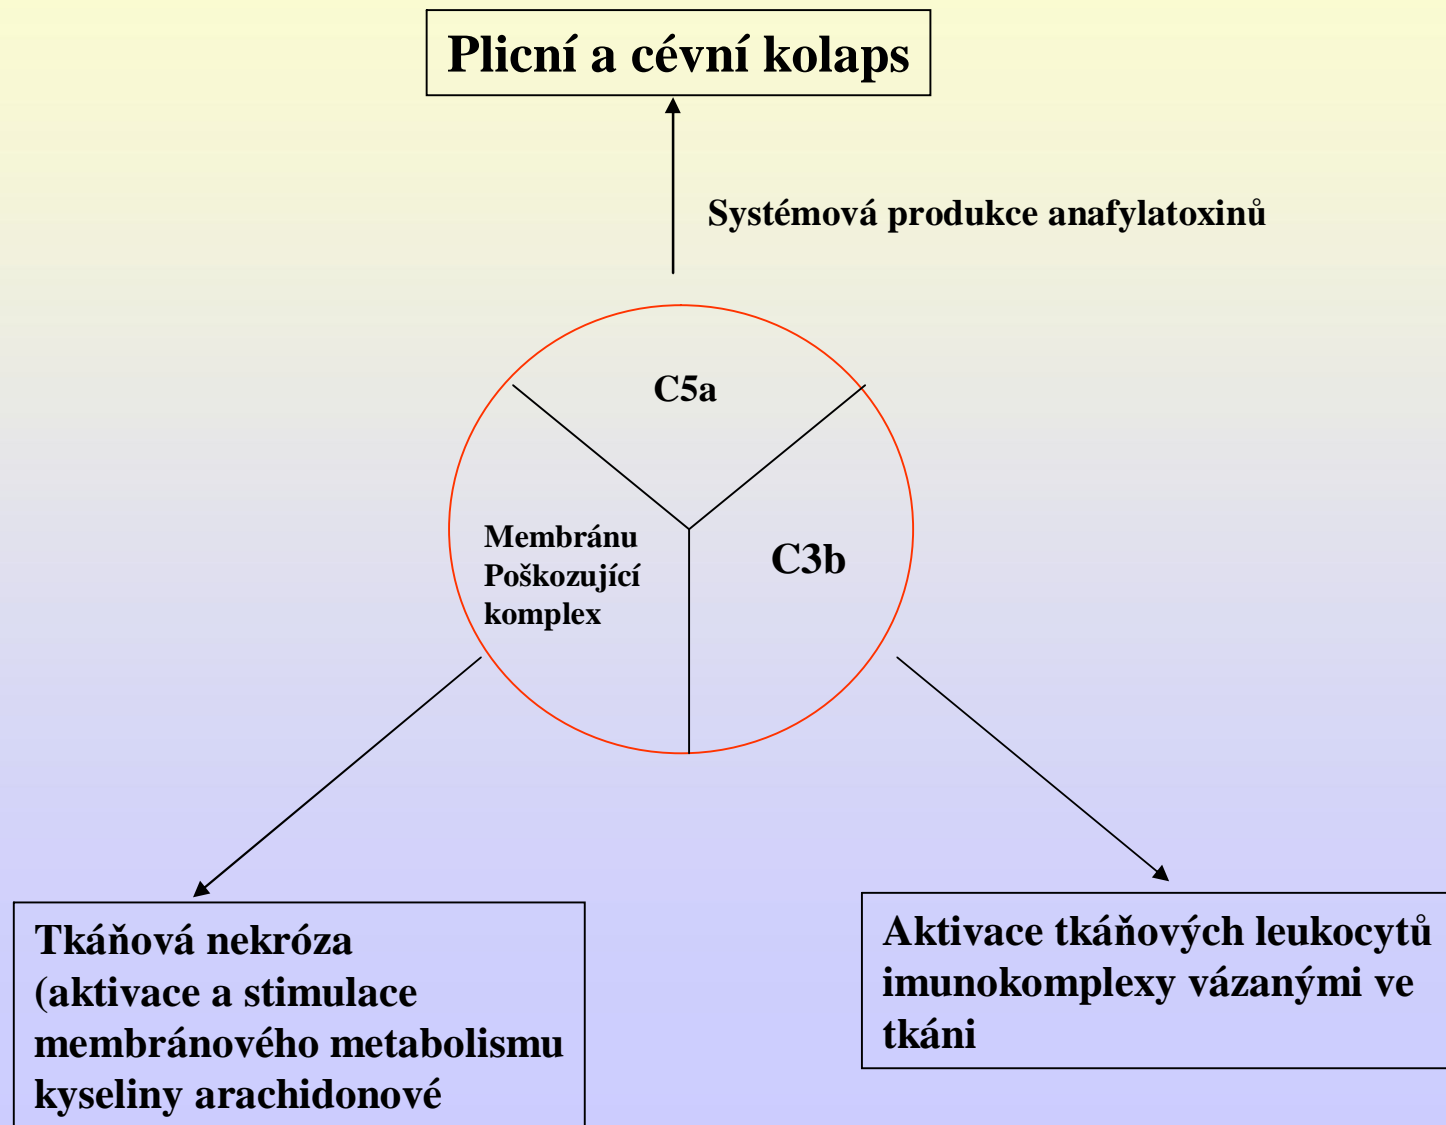 Plicní a cévní kolaps
Systémová produkce anafylatoxinů
C5a
Membránu
Poškozující
komplex
C3b
Tkáňová nekróza
(aktivace a stimulace
membránového metabolismu
kyseliny arachidonové
Aktivace tkáňových leukocytů
imunokomplexy vázanými ve
tkáni